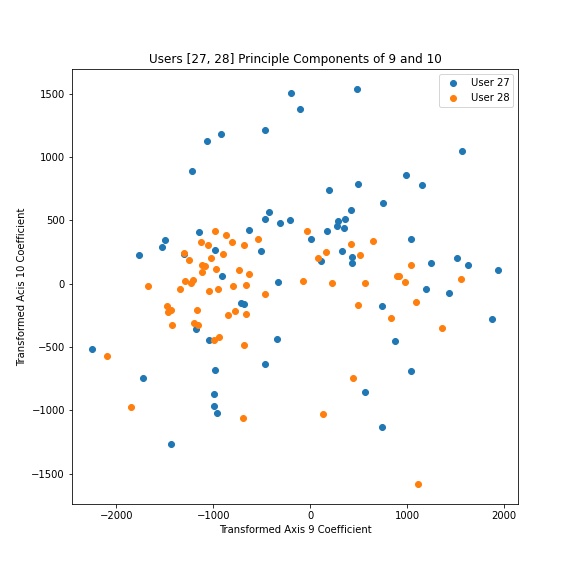 Users [27, 28] Principle Components of 9 and 10
User 27
User 28
1500
1000
500
0
−500
−1000
−1500
Transformed Acis 10 Coefficient
−2000
−1000
0
1000
2000
Transformed Axis 9 Coefficient